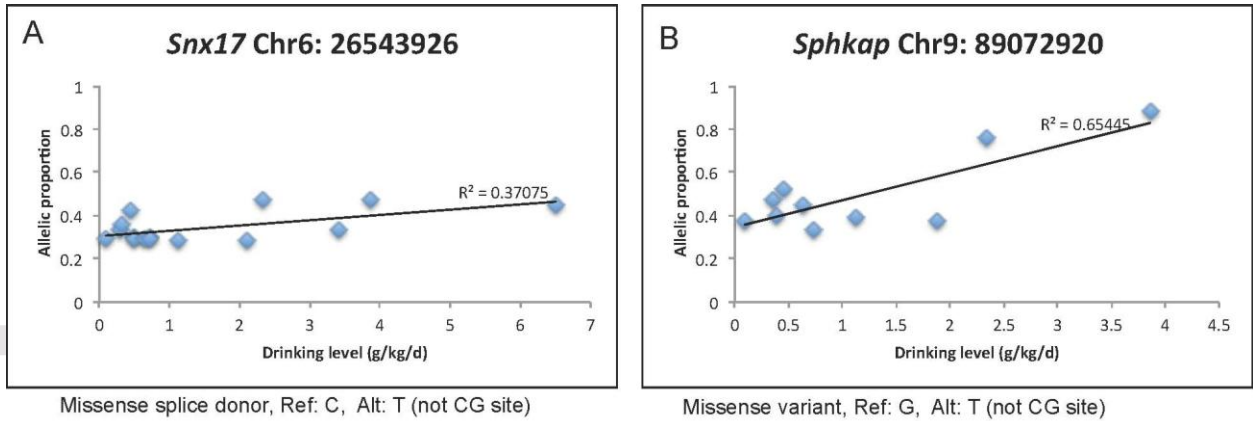 A
Snx17 Chr6: 26543926
Allelic proportion
1
0.8
0.6
0.4
0.2
0
R² = 0.37075
0 1 2 3 4 5 6 7
Drinking level (g/kg/d)
Missense splice donor, Ref: C, Alt: T (not CG site)
B
Sphkap Chr9: 89072920
Allelic proportion
1
0.8
0.6
0.4
0.2
0
R² = 0.65445
0 0.5 1 1.5 2 2.5 3 3.5 4 4.5
Drinking level (g/kg/d)
Missense variant, Ref: G, Alt: T (not CG site)